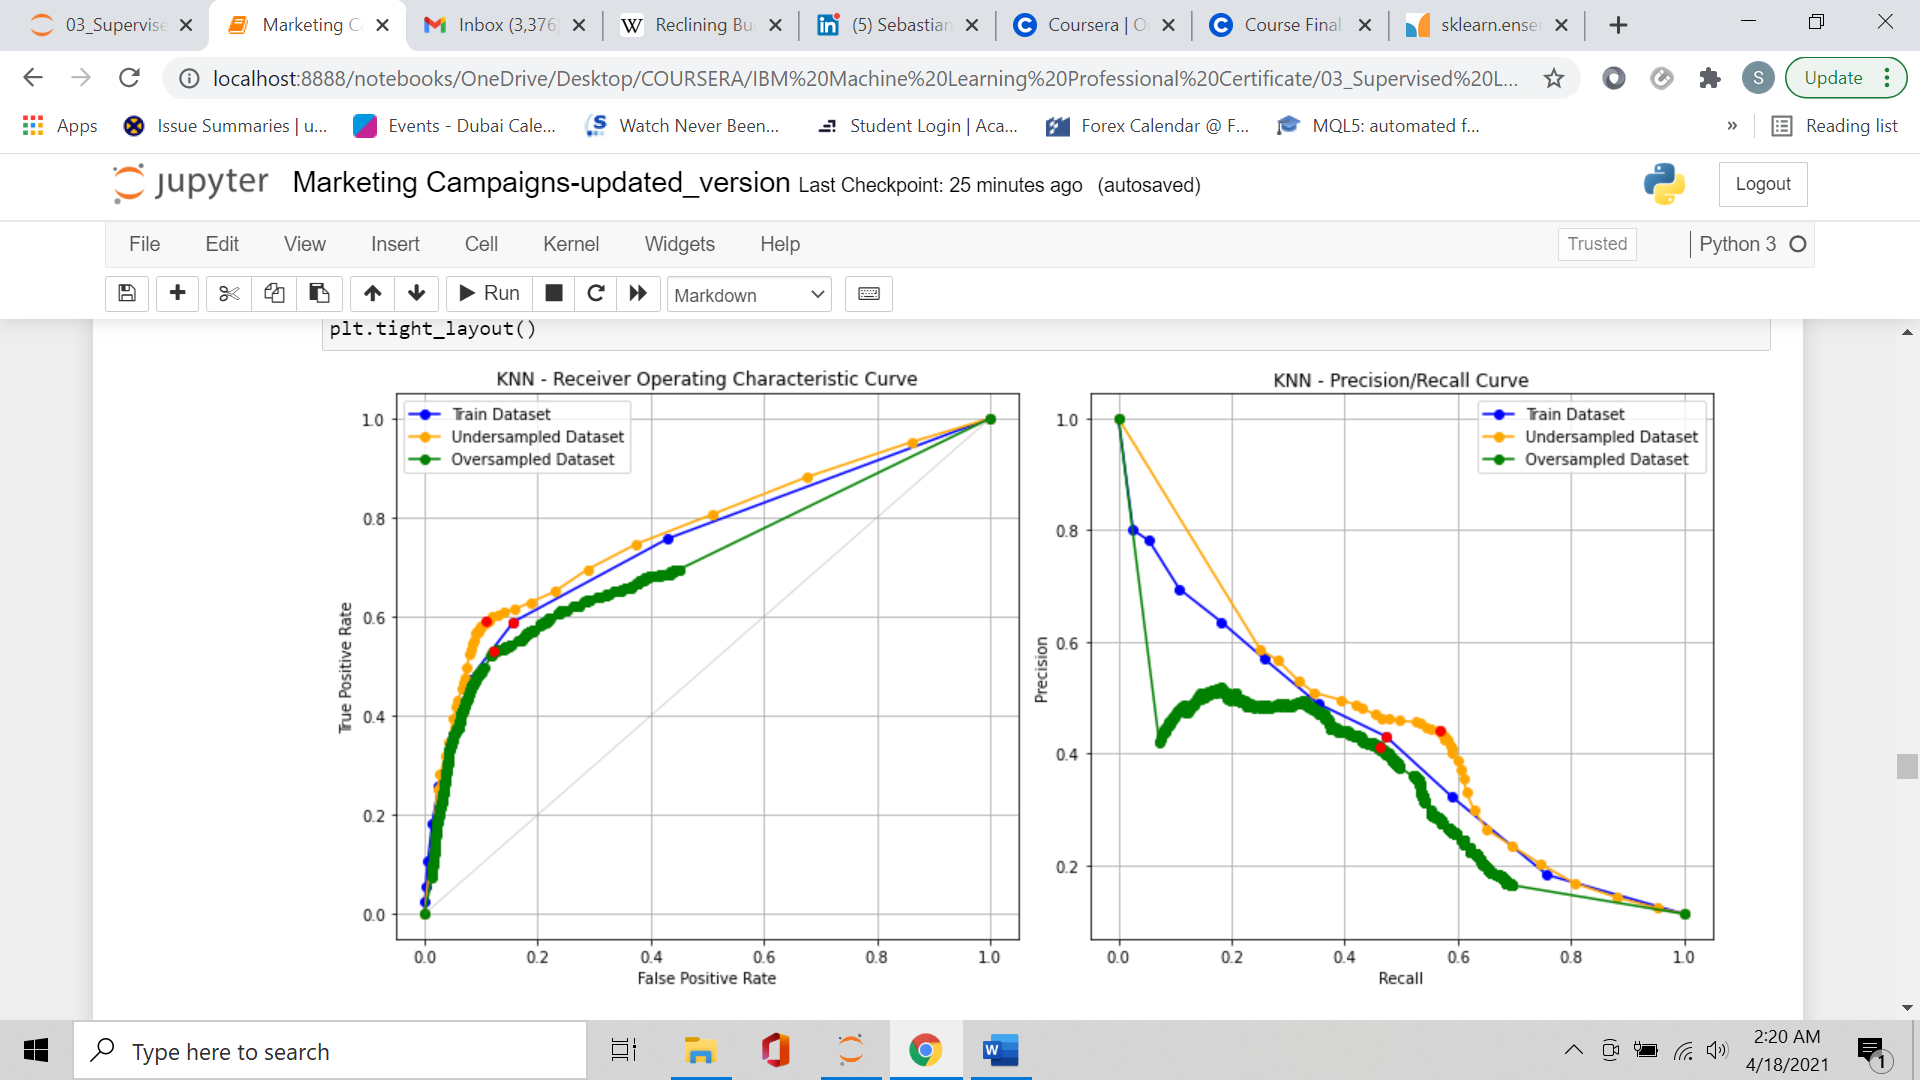 03_Supervise
Marketing C
Inbox (3,376
Reclining Bu
(5) Sebastian
Coursera | O
Course Final
sklearn.ense
localhost:8888/notebooks/OneDrive/Desktop/COURSERA/IBM%20Machine%20Learning%20Professional%20Certificate/03_Supervised%20L...
S
Update
Apps
Issue Summaries | u...
Events - Dubai Cale...
Watch Never Been...
Student Login | Aca...
Forex Calendar @ F...
MQL5: automated f...
»
Reading list
jupyter
Marketing Campaigns-updated_version Last Checkpoint: 25 minutes ago (autosaved)
Logout
File Edit View Insert Cell Kernel Widgets Help
Trusted
Python 3
Run
Markdown
plt.tight_layout()
KNN - Receiver Operating Characteristic Curve
Train Dataset
Undersampled Dataset
Oversampled Dataset
True Positive Rate
1.0
0.8
0.6
0.4
0.2
0.0
0.0 0.2 0.4 0.6 0.8 1.0
False Positive Rate
KNN - Precision/Recall Curve
Train Dataset
Undersampled Dataset
Oversampled Dataset
Precision
1.0
0.8
0.6
0.4
0.2
0.0 0.2 0.4 0.6 0.8 1.0
Recall
Type here to search
W
2:20 AM
4/18/2021
1